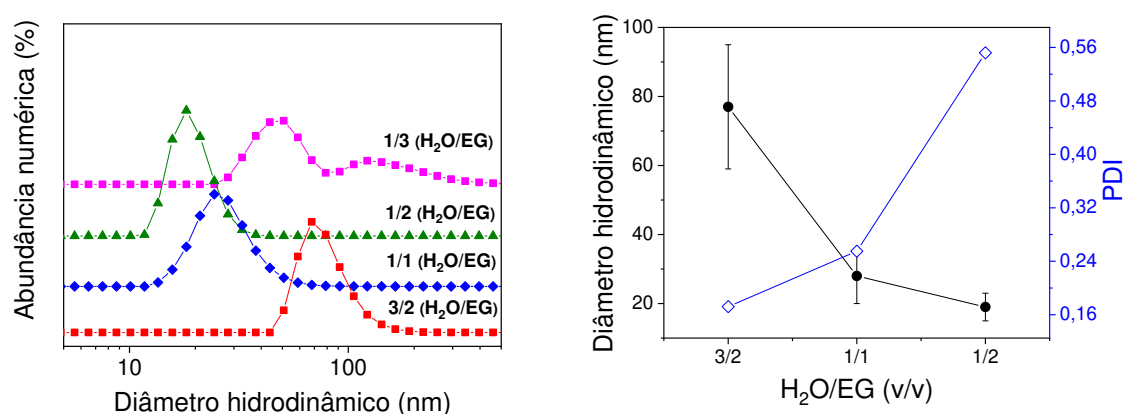 Abundância numérica (%)
1/3 (H₂O/EG)
1/2 (H₂O/EG)
1/1 (H₂O/EG)
3/2 (H₂O/EG)
10
100
Diâmetro hidrodinâmico (nm)
Diâmetro hidrodinâmico (nm)
100
80
60
40
20
3/2
1/1
1/2
H₂O/EG (v/v)
0,56
0,48
0,40
0,32
0,24
0,16
PDI